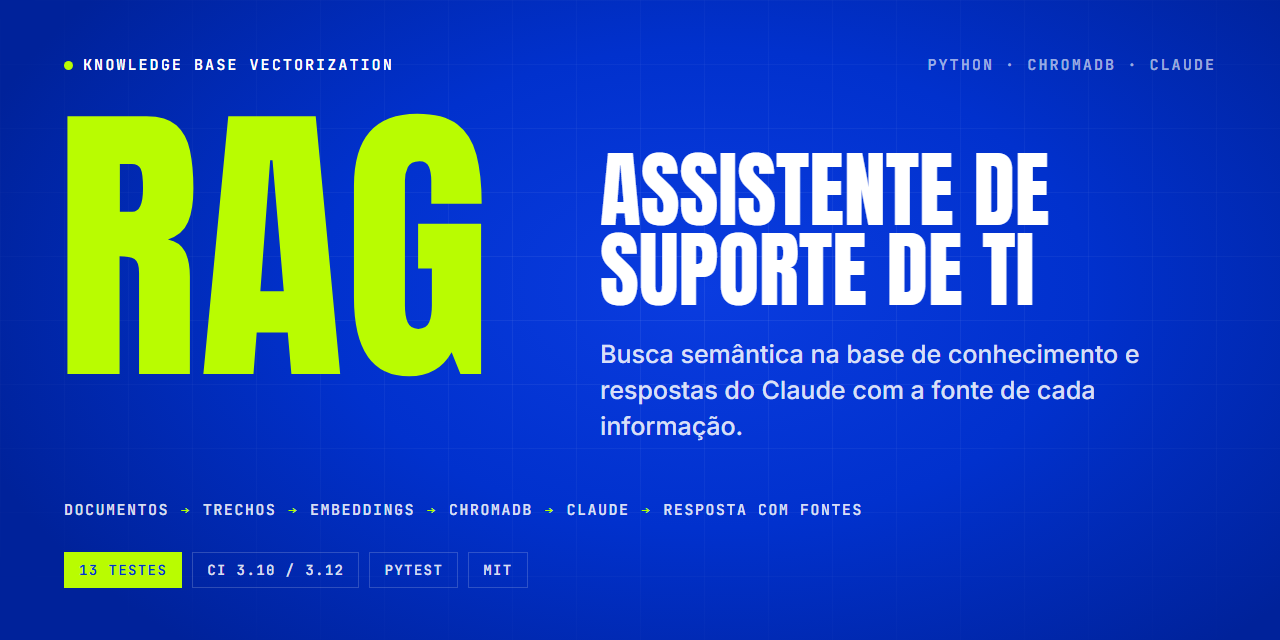 KNOWLEDGE BASE VECTORIZATION
PYTHON · CHROMADB · CLAUDE
RAG
ASSISTENTE DE
SUPORTE DE TI
Busca semântica na base de conhecimento e
respostas do Claude com a fonte de cada
informação.
DOCUMENTOS → TRECHOS → EMBEDDINGS → CHROMADB → CLAUDE → RESPOSTA COM FONTES
13 TESTES
CI 3.10 / 3.12
PYTEST
MIT